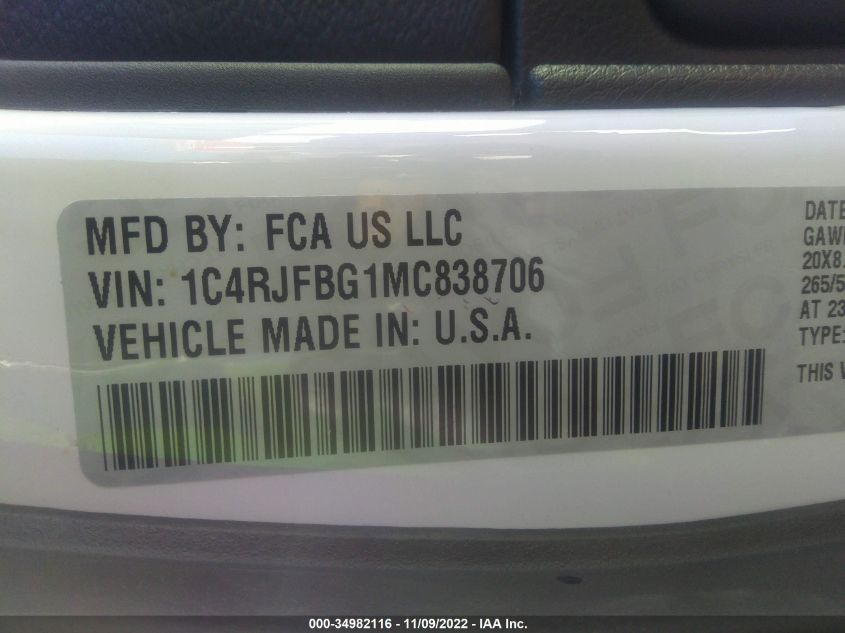 MFD BY: FCA US LLC
VIN: 1C4RJFBG1MC838706
VEHICLE MADE IN: U.S.A.
DATE
GAW
20X8.
265/5
AT 23
TYPE:
THIS
000-34982116 - 11/09/2022 - IAA Inc.